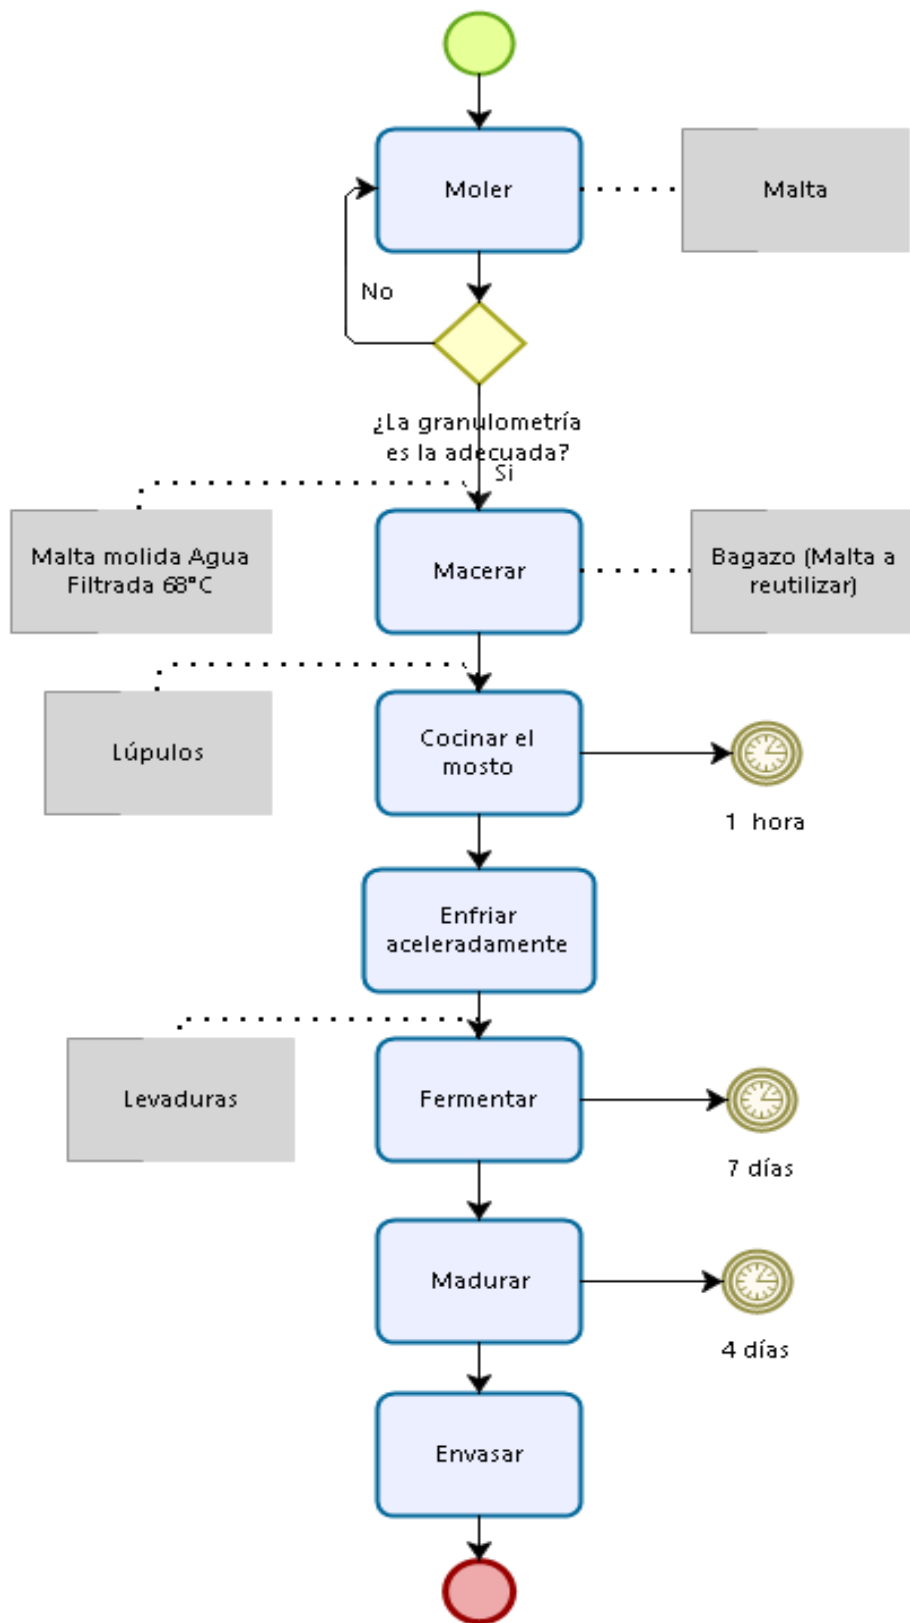 Moler
Malta
No
¿La granulometría
es la adecuada?
Si
Malta molida Agua
Filtrada 68°C
Macerar
Bagazo (Malta a
reutilizar)
Lúpulos
Cocinar el
mosto
1 hora
Enfriar
aceleradamente
Levaduras
Fermentar
7 días
Madurar
4 días
Envasar